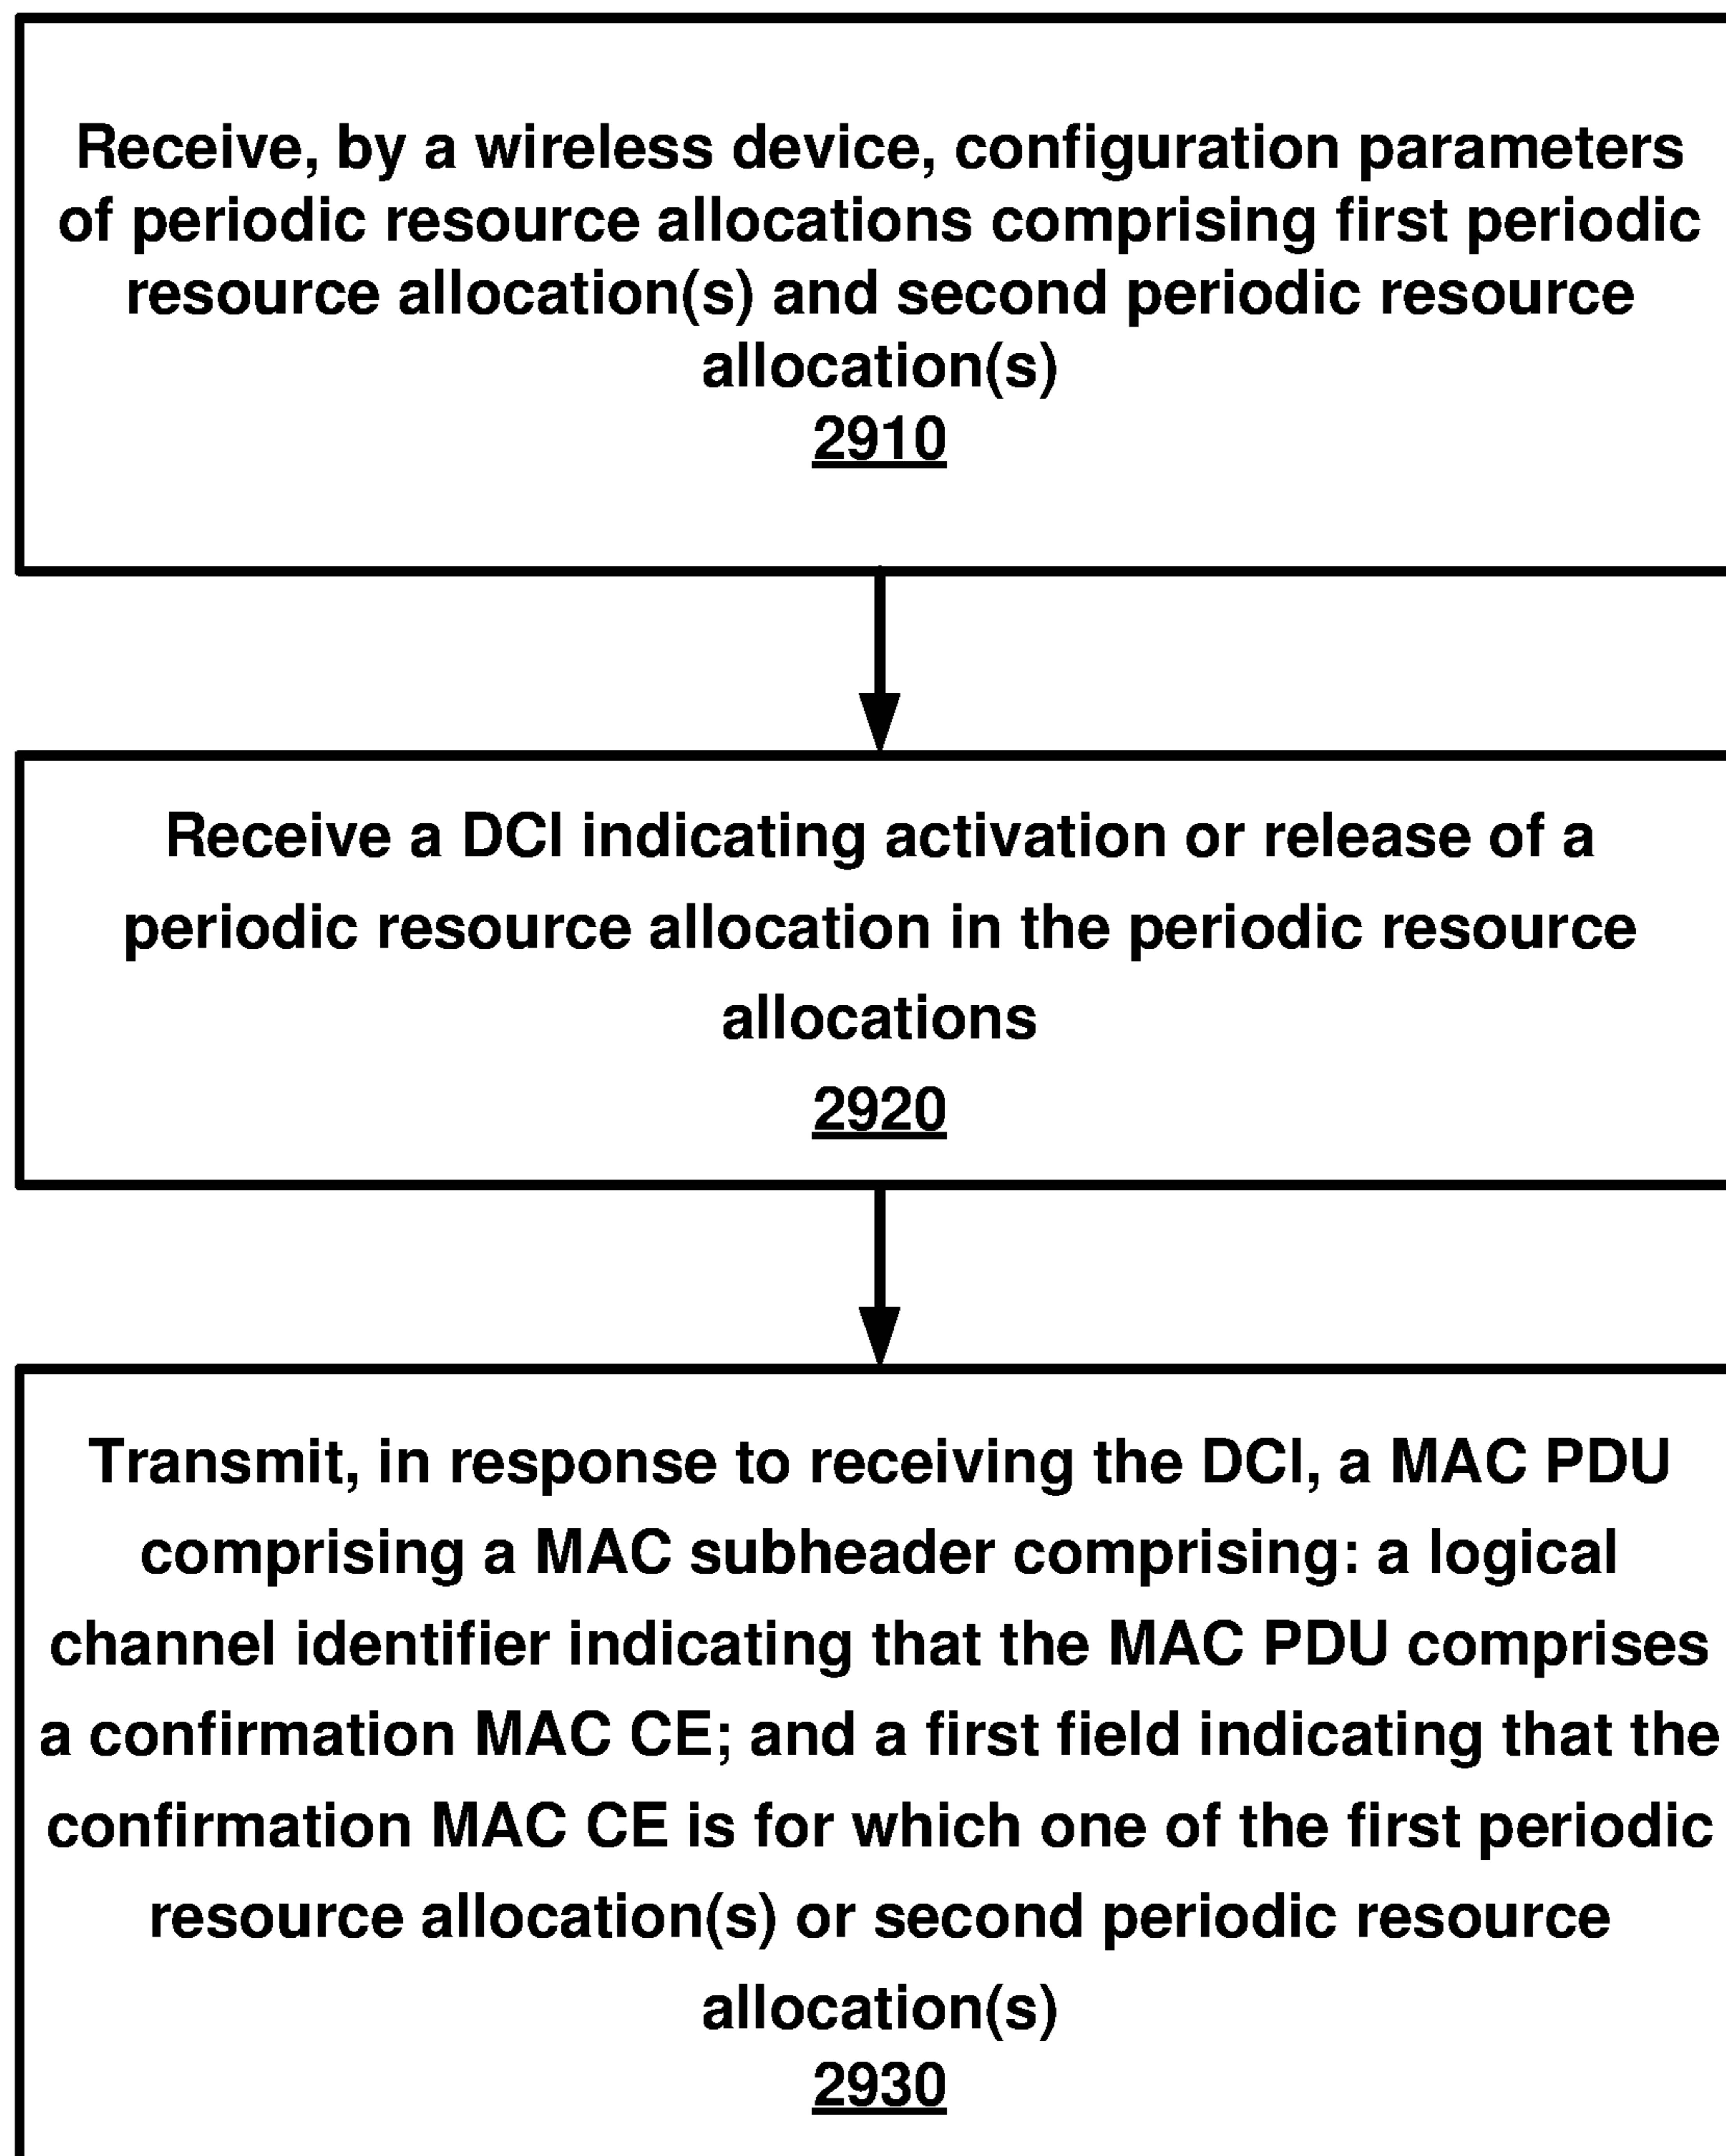 Receive, by a wireless device, configuration parameters
of periodic resource allocations comprising first periodic
resource allocation(s) and second periodic resource
allocation(s)
2910
Receive a DCI indicating activation or release of a
periodic resource allocation in the periodic resource
allocations
2920
Transmit, in response to receiving the DCI, a MAC PDU
comprising a MAC subheader comprising: a logical
channel identifier indicating that the MAC PDU comprises
a confirmation MAC CE; and a first field indicating that the
confirmation MAC CE is for which one of the first periodic
resource allocation(s) or second periodic resource
allocation(s)
2930